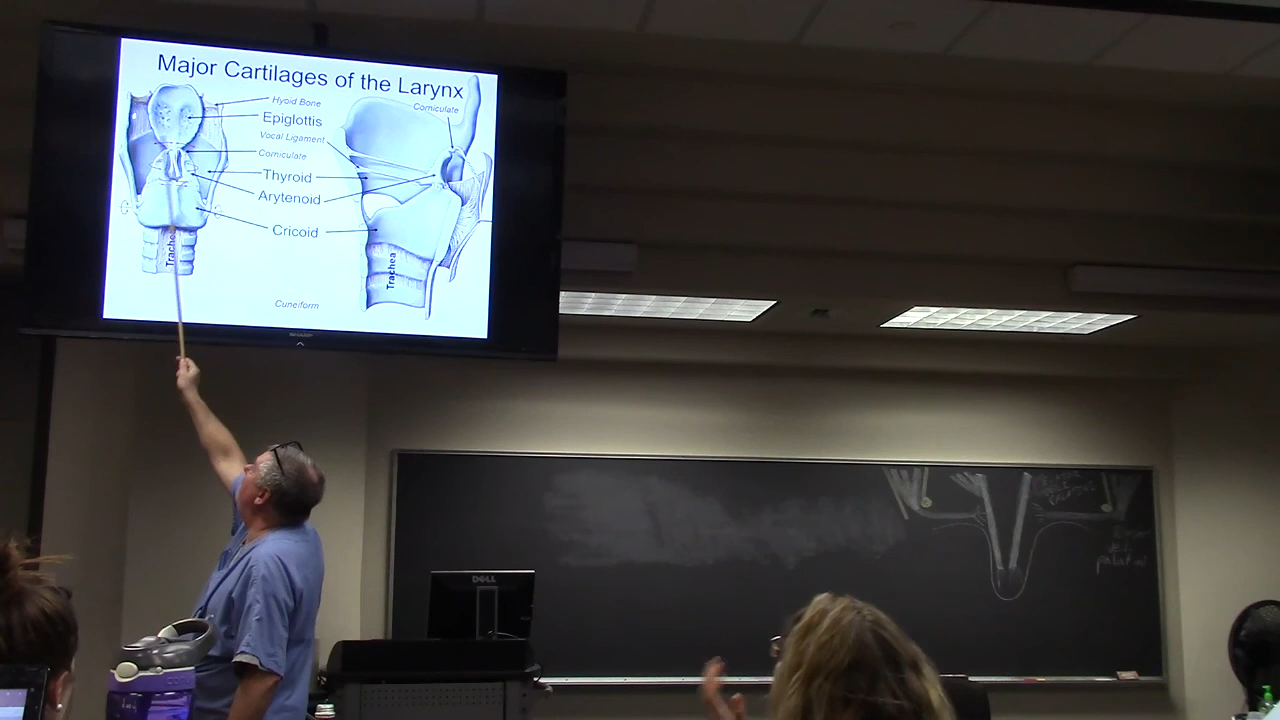 Major Cartilages of the Larynx
Hyoid Bone
Corniculate
Epiglottis
Vocal Ligament
Corniculate
Thyroid
Arytenoid
Cricoid
Trachea
Trachea
Cuneiform
SHARP
DELL